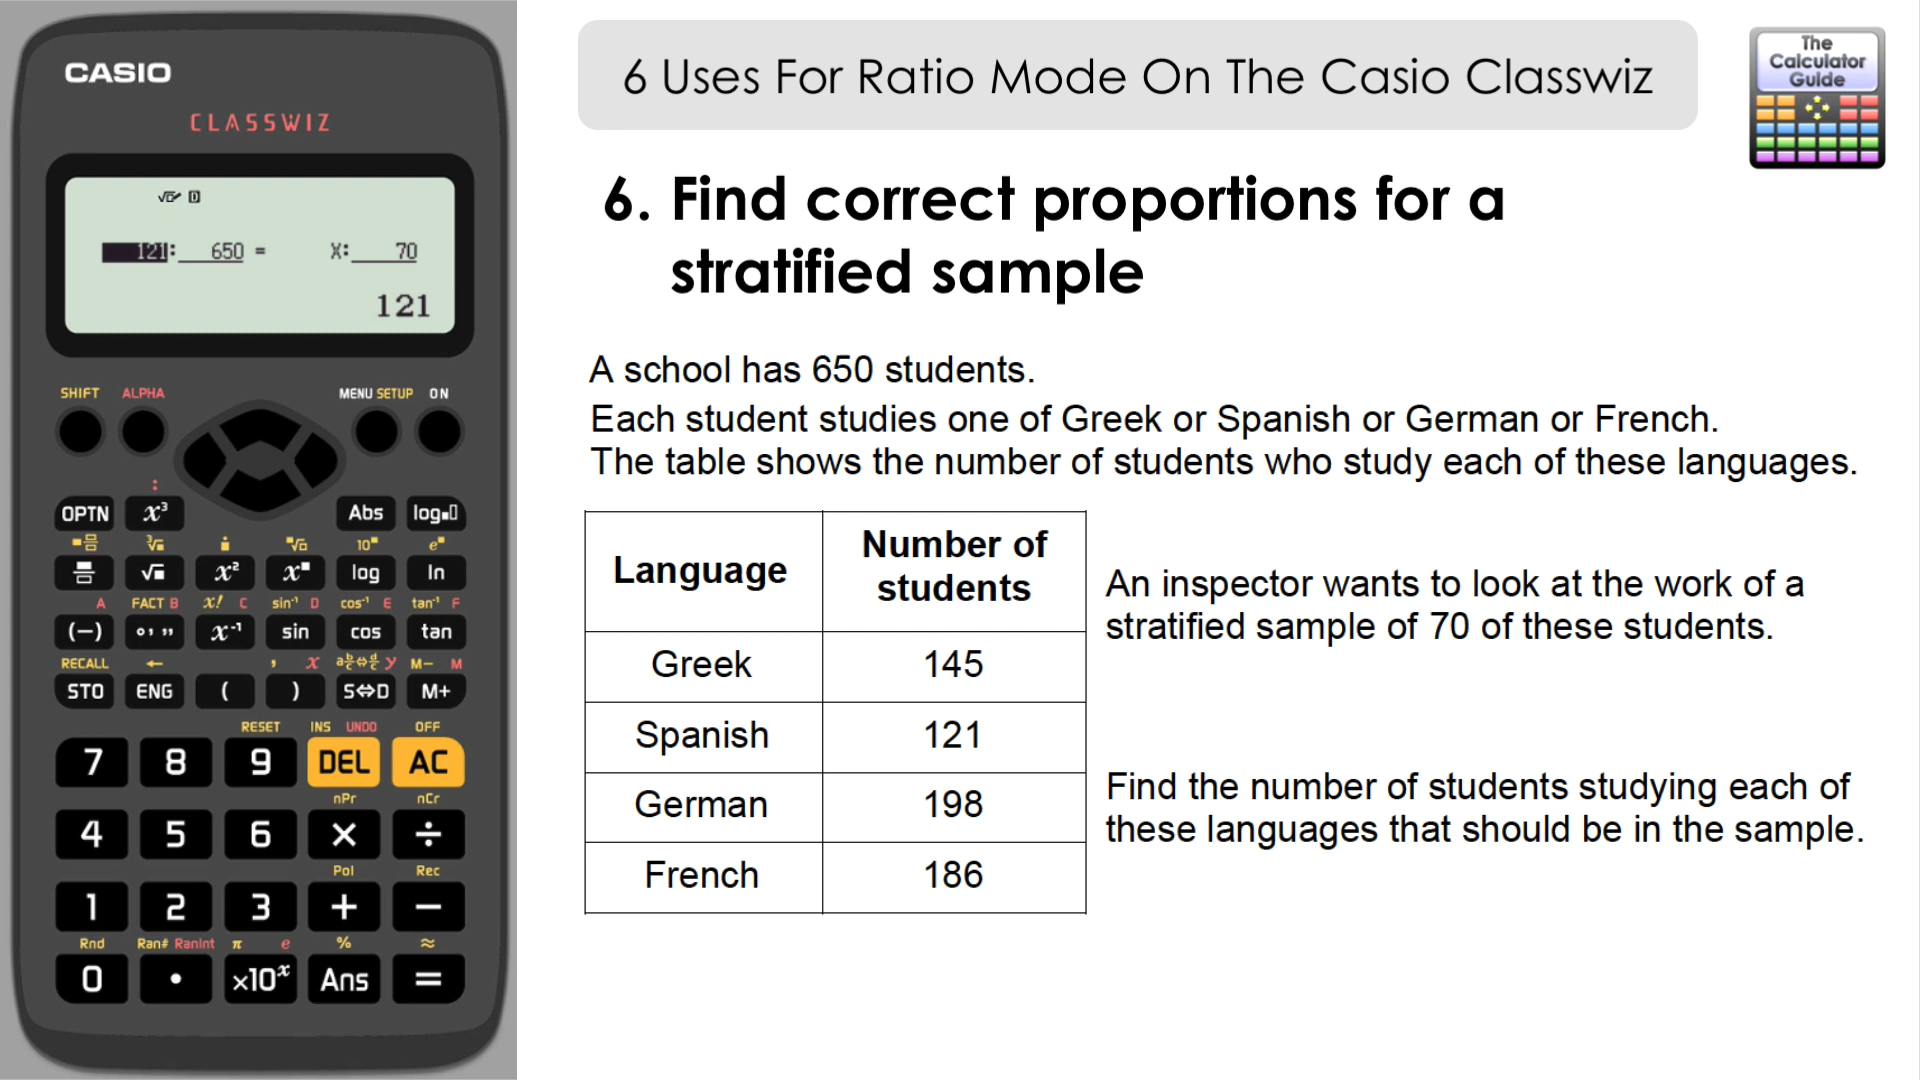 CASIO
CLASSWIZ
√▱ D
121: 650 = X: 70
121
SHIFT ALPHA MENU SETUP ON
:
OPTN x³ Abs log▪▯
10▪ e▪
√▪ x² x▪ log ln
A FACT B x! C sin⁻¹ D cos⁻¹ E tan⁻¹ F
(−) °’” x⁻¹ sin cos tan
RECALL ← , x a b/c⇔d/c y M− M
STO ENG ( ) S⇔D M+
RESET INS UNDO OFF
7 8 9 DEL AC
nPr nCr
4 5 6 × ÷
Pol Rec
1 2 3 + −
Rnd Ran# RanInt π e % ≈
0 • ×10ˣ Ans =
6 Uses For Ratio Mode On The Casio Classwiz
The
Calculator
Guide
6. Find correct proportions for a
stratified sample
A school has 650 students.
Each student studies one of Greek or Spanish or German or French.
The table shows the number of students who study each of these languages.
Language Number of students
Greek 145
Spanish 121
German 198
French 186
An inspector wants to look at the work of a
stratified sample of 70 of these students.
Find the number of students studying each of
these languages that should be in the sample.